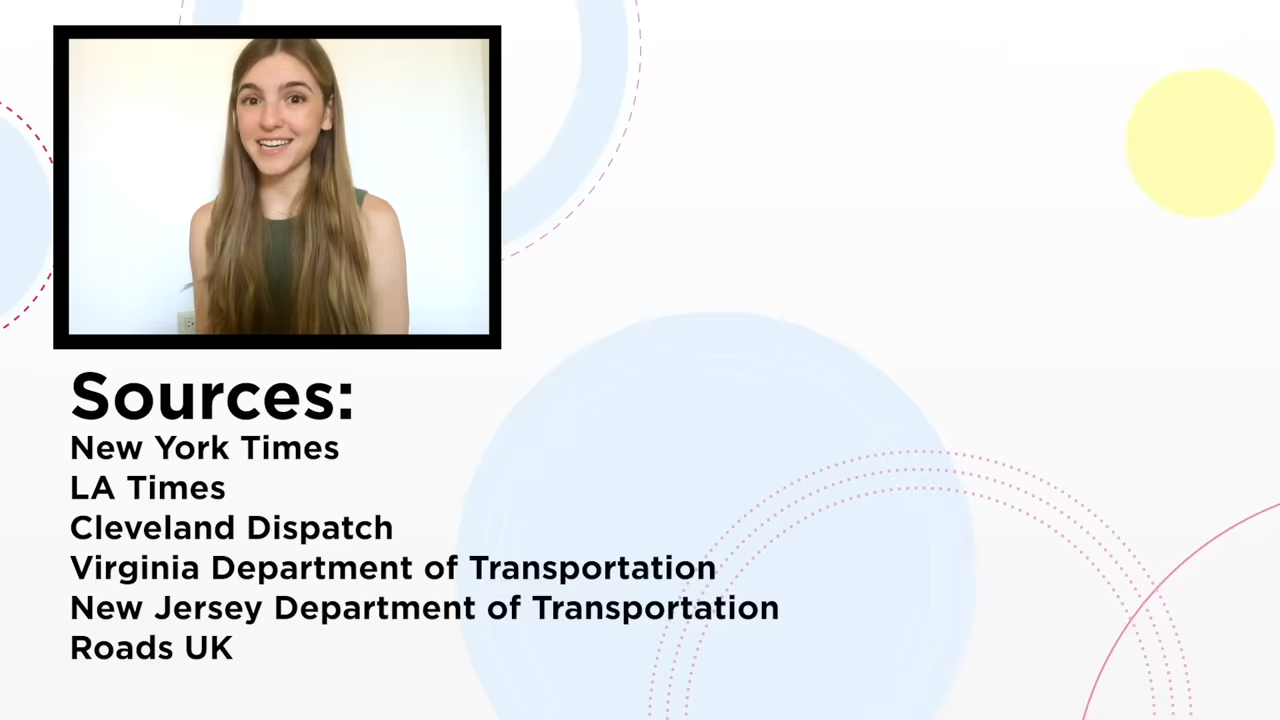 Sources:
New York Times
LA Times
Cleveland Dispatch
Virginia Department of Transportation
New Jersey Department of Transportation
Roads UK